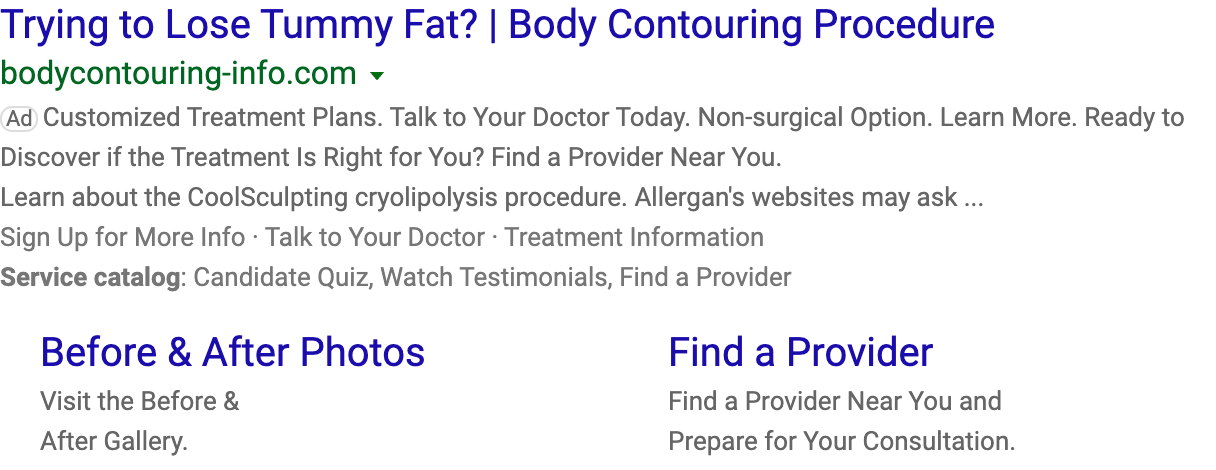 Trying to Lose Tummy Fat? | Body Contouring Procedure
bodycontouring-info.com
Ad Customized Treatment Plans. Talk to Your Doctor Today. Non-surgical Option. Learn More. Ready to
Discover if the Treatment Is Right for You? Find a Provider Near You.
Learn about the CoolSculpting cryolipolysis procedure. Allergan's websites may ask ...
Sign Up for More Info · Talk to Your Doctor · Treatment Information
Service catalog: Candidate Quiz, Watch Testimonials, Find a Provider
Before & After Photos
Visit the Before &
After Gallery.
Find a Provider
Find a Provider Near You and
Prepare for Your Consultation.